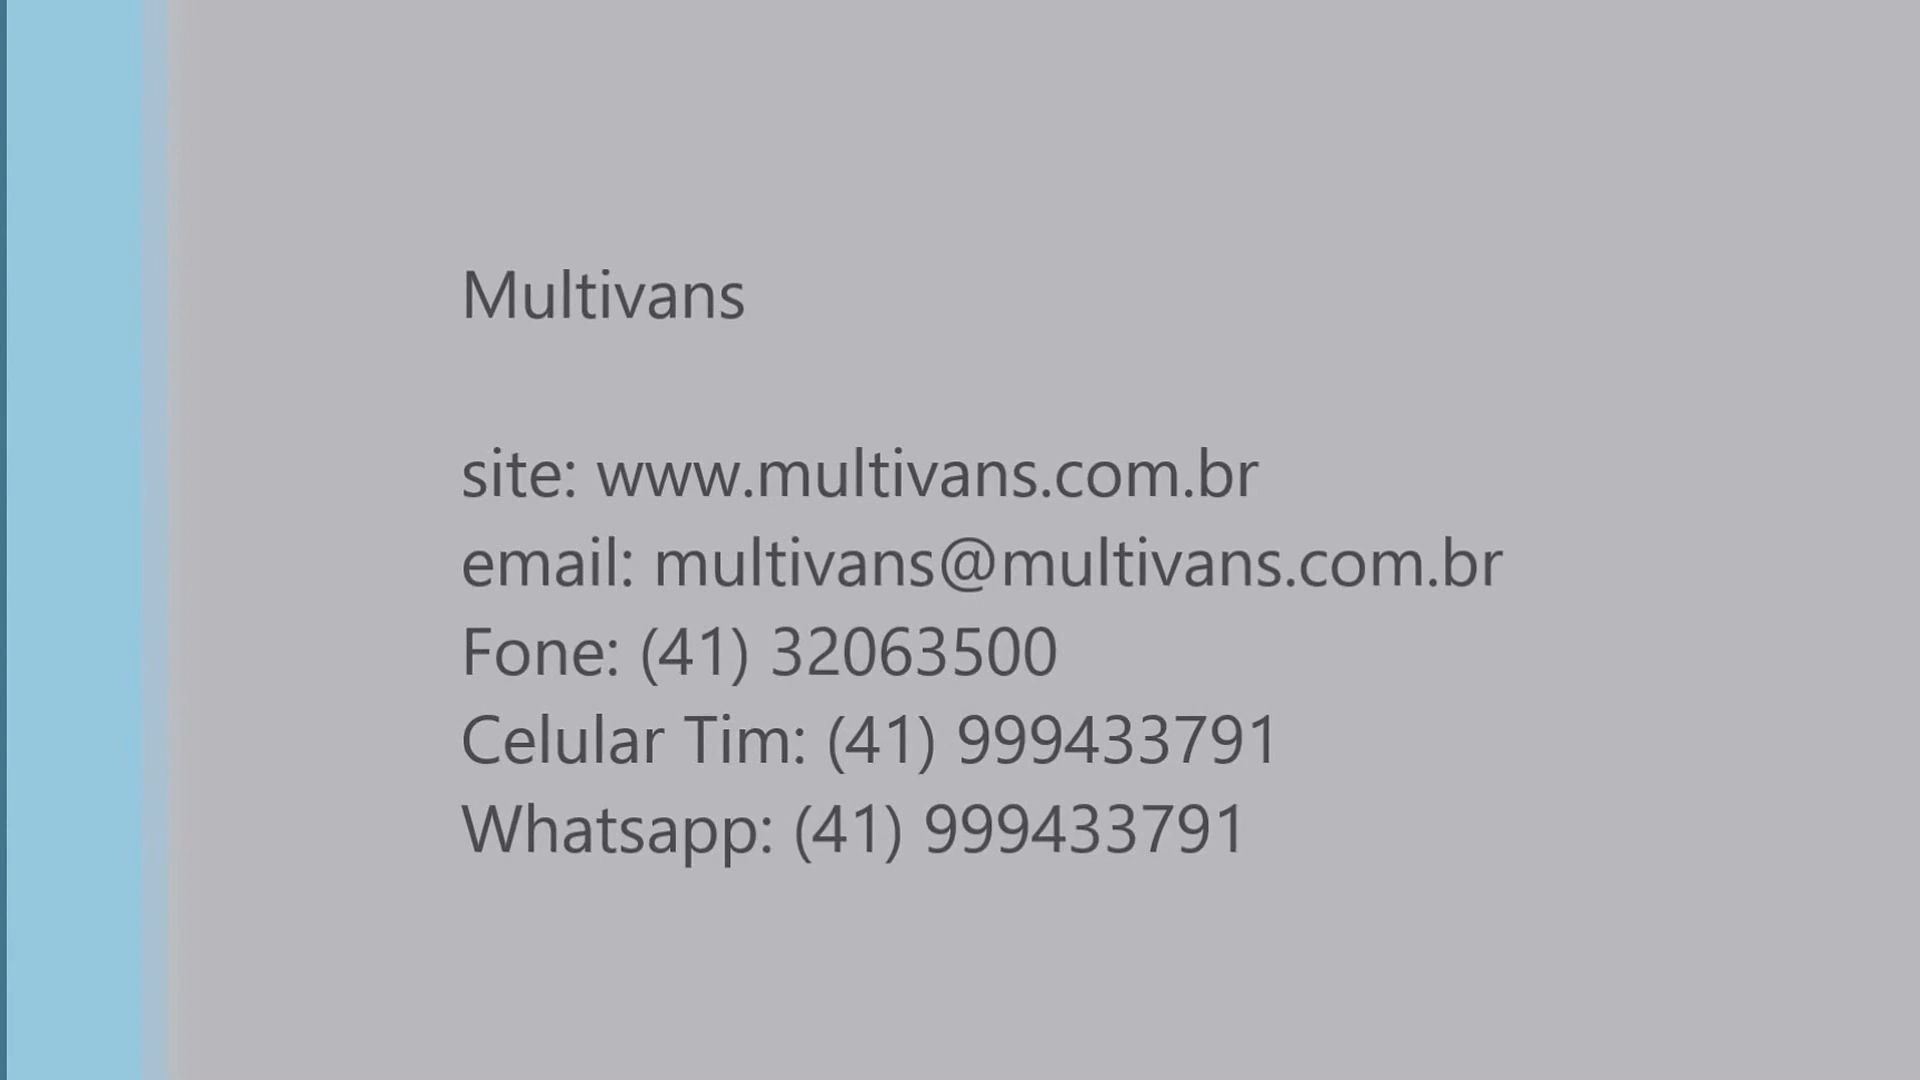 Multivans
site: www.multivans.com.br
email: multivans@multivans.com.br
Fone: (41) 32063500
Celular Tim: (41) 999433791
Whatsapp: (41) 999433791